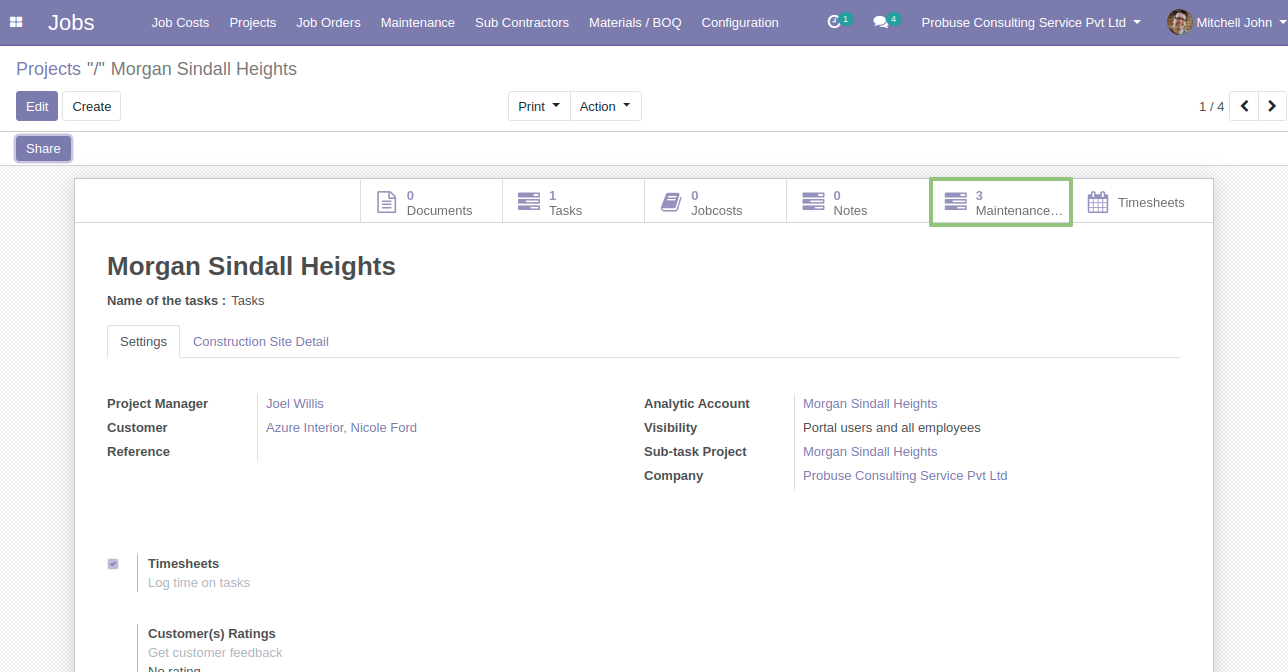 Jobs Job Costs Projects Job Orders Maintenance Sub Contractors Materials / BOQ Configuration 1 4 Probuse Consulting Service Pvt Ltd Mitchell John
Projects "/" Morgan Sindall Heights
Edit Create Print Action 1 / 4
Share
0 Documents
1 Tasks
0 Jobcosts
0 Notes
3 Maintenance…
Timesheets
Morgan Sindall Heights
Name of the tasks : Tasks
Settings Construction Site Detail
Project Manager Joel Willis
Customer Azure Interior, Nicole Ford
Reference
Analytic Account Morgan Sindall Heights
Visibility Portal users and all employees
Sub-task Project Morgan Sindall Heights
Company Probuse Consulting Service Pvt Ltd
Timesheets
Log time on tasks
Customer(s) Ratings
Get customer feedback
No rating